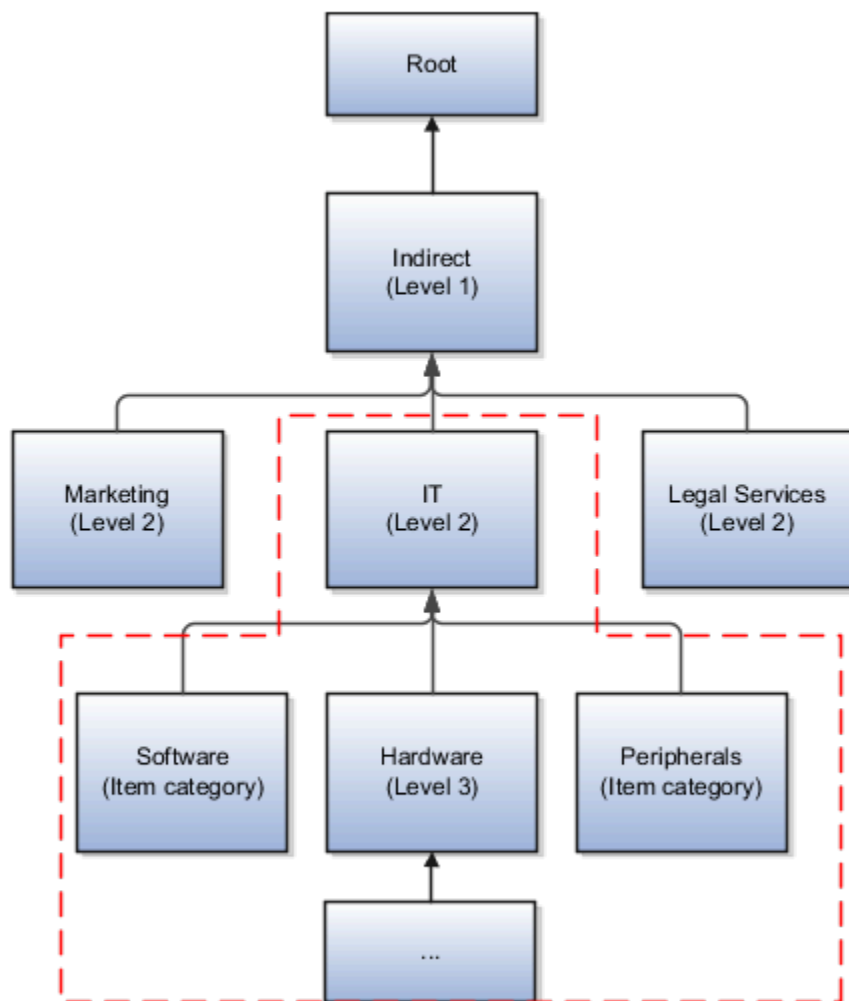 Root
Indirect
(Level 1)
Marketing
(Level 2)
IT
(Level 2)
Legal Services
(Level 2)
Software
(Item category)
Hardware
(Level 3)
Peripherals
(Item category)
...